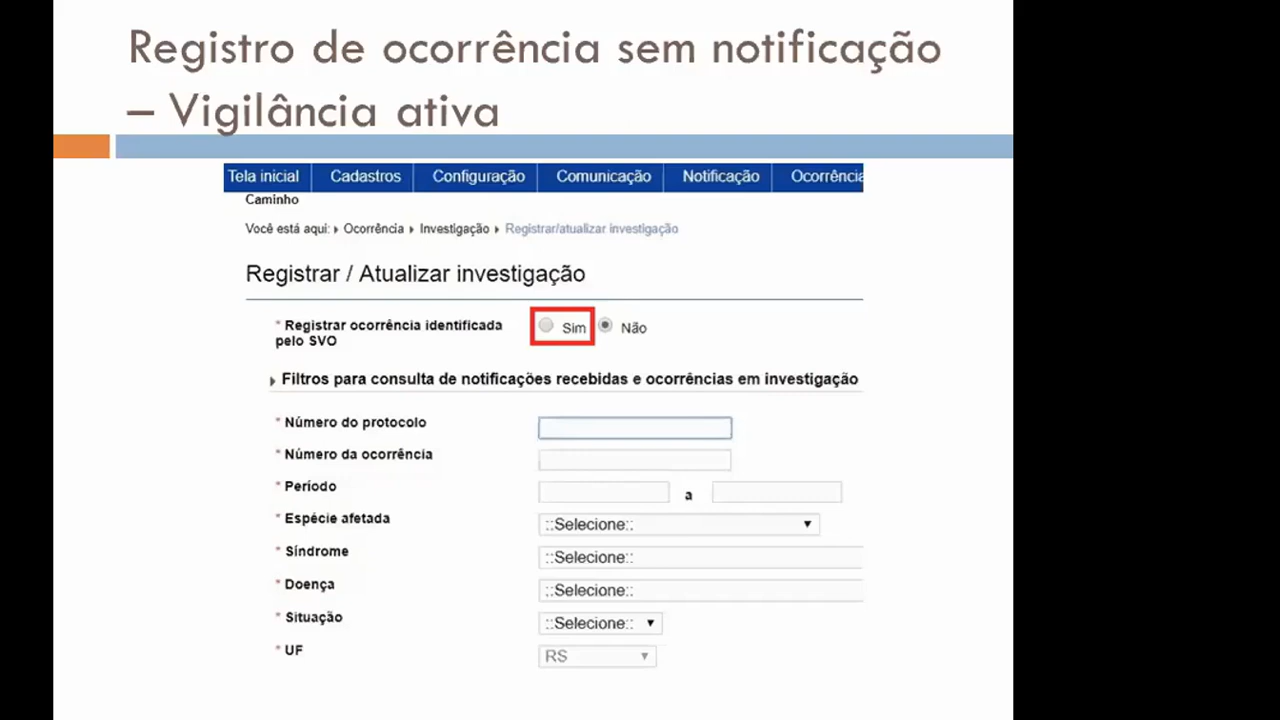 Registro de ocorrência sem notificação
– Vigilância ativa
Tela inicial Cadastros Configuração Comunicação Notificação Ocorrência
Caminho
Você está aqui: Ocorrência Investigação Registrar/atualizar investigação
Registrar / Atualizar investigação
* Registrar ocorrência identificada pelo SVO Sim Não
Filtros para consulta de notificações recebidas e ocorrências em investigação
* Número do protocolo
* Número da ocorrência
* Período a
* Espécie afetada ::Selecione::
* Síndrome ::Selecione::
* Doença ::Selecione::
* Situação ::Selecione::
* UF RS